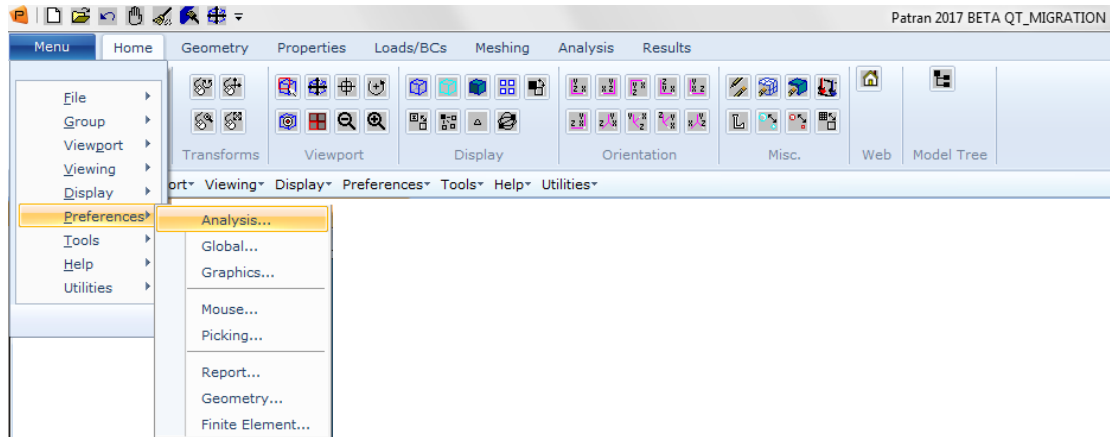 Patran 2017 BETA QT_MIGRATION
Menu Home Geometry Properties Loads/BCs Meshing Analysis Results
File
Group
Viewport
Viewing
Display
Preferences
Tools
Help
Utilities
Transforms Viewport Display Orientation Misc. Web Model Tree
ort Viewing Display Preferences Tools Help Utilities
Analysis...
Global...
Graphics...
Mouse...
Picking...
Report...
Geometry...
Finite Element...